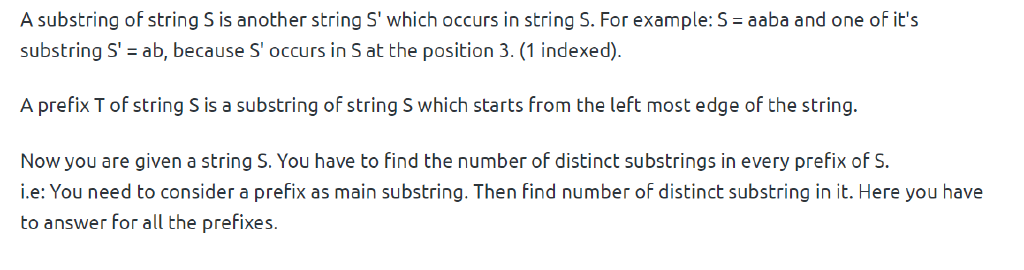 A substring of string S is another string S' which occurs in string S. For example: S = aaba and one of it's
substring S' = ab, because S' occurs in S at the position 3. (1 indexed).
A prefix T of string S is a substring of string S which starts from the left most edge of the string.
Now you are given a string S. You have to find the number of distinct substrings in every prefix of S.
i.e: You need to consider a prefix as main substring. Then find number of distinct substring in it. Here you have
to answer for all the prefixes.